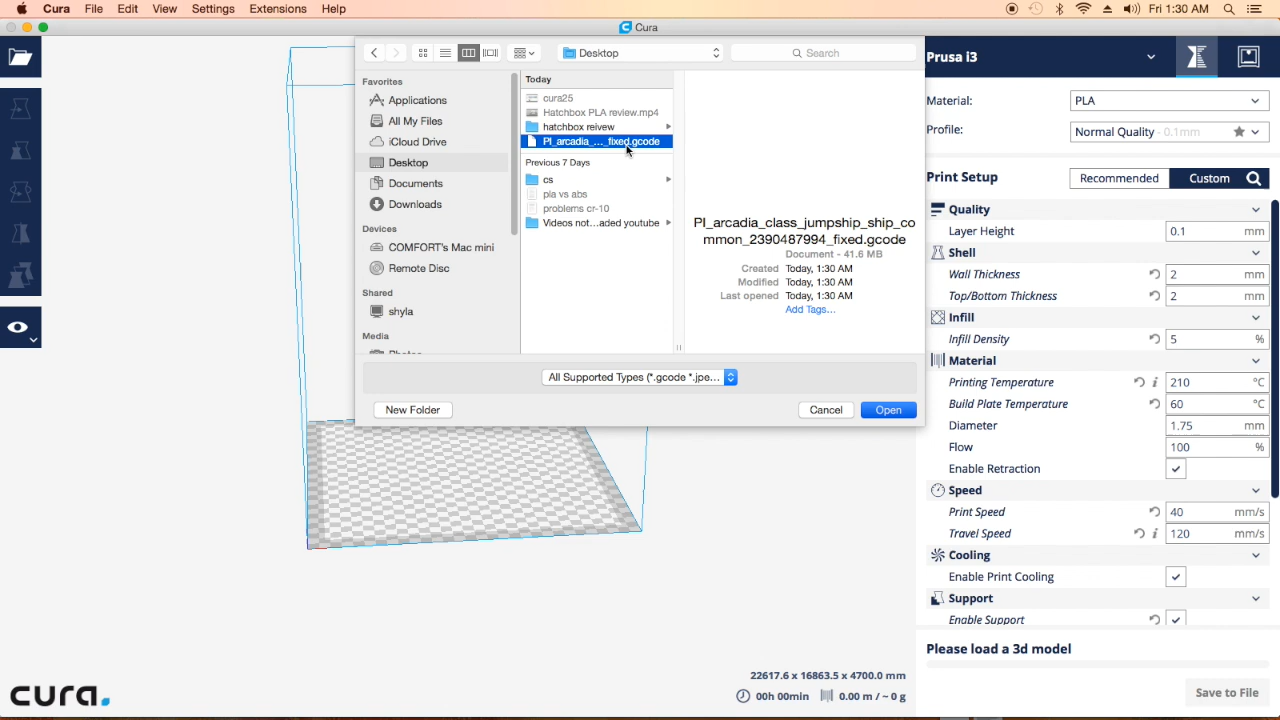 Cura File Edit View Settings Extensions Help Fri 1:30 AM
Cura
Desktop Search
Favorites
Applications
All My Files
iCloud Drive
Desktop
Documents
Downloads
Devices
COMFORT's Mac mini
Remote Disc
Shared
shyla
Media
Today
cura25
Hatchbox PLA review.mp4
hatchbox reivew
PI_arcadia_..._fixed.gcode
Previous 7 Days
cs
pla vs abs
problems cr-10
Videos not...aded youtube
PI_arcadia_class_jumpship_ship_co
mmon_2390487994_fixed.gcode
Document - 41.6 MB
Created Today, 1:30 AM
Modified Today, 1:30 AM
Last opened Today, 1:30 AM
Add Tags...
All Supported Types (*.gcode *.jpe...
New Folder Cancel Open
Prusa i3
Material: PLA
Profile: Normal Quality - 0.1mm
Print Setup Recommended Custom
Quality
Layer Height 0.1 mm
Shell
Wall Thickness 2 mm
Top/Bottom Thickness 2 mm
Infill
Infill Density 5 %
Material
Printing Temperature i 210 °C
Build Plate Temperature 60 °C
Diameter 1.75 mm
Flow 100 %
Enable Retraction
Speed
Print Speed 40 mm/s
Travel Speed i 120 mm/s
Cooling
Enable Print Cooling
Support
Enable Support
Please load a 3d model
Save to File
22617.6 x 16863.5 x 4700.0 mm
00h 00min 0.00 m / ~ 0 g
cura.